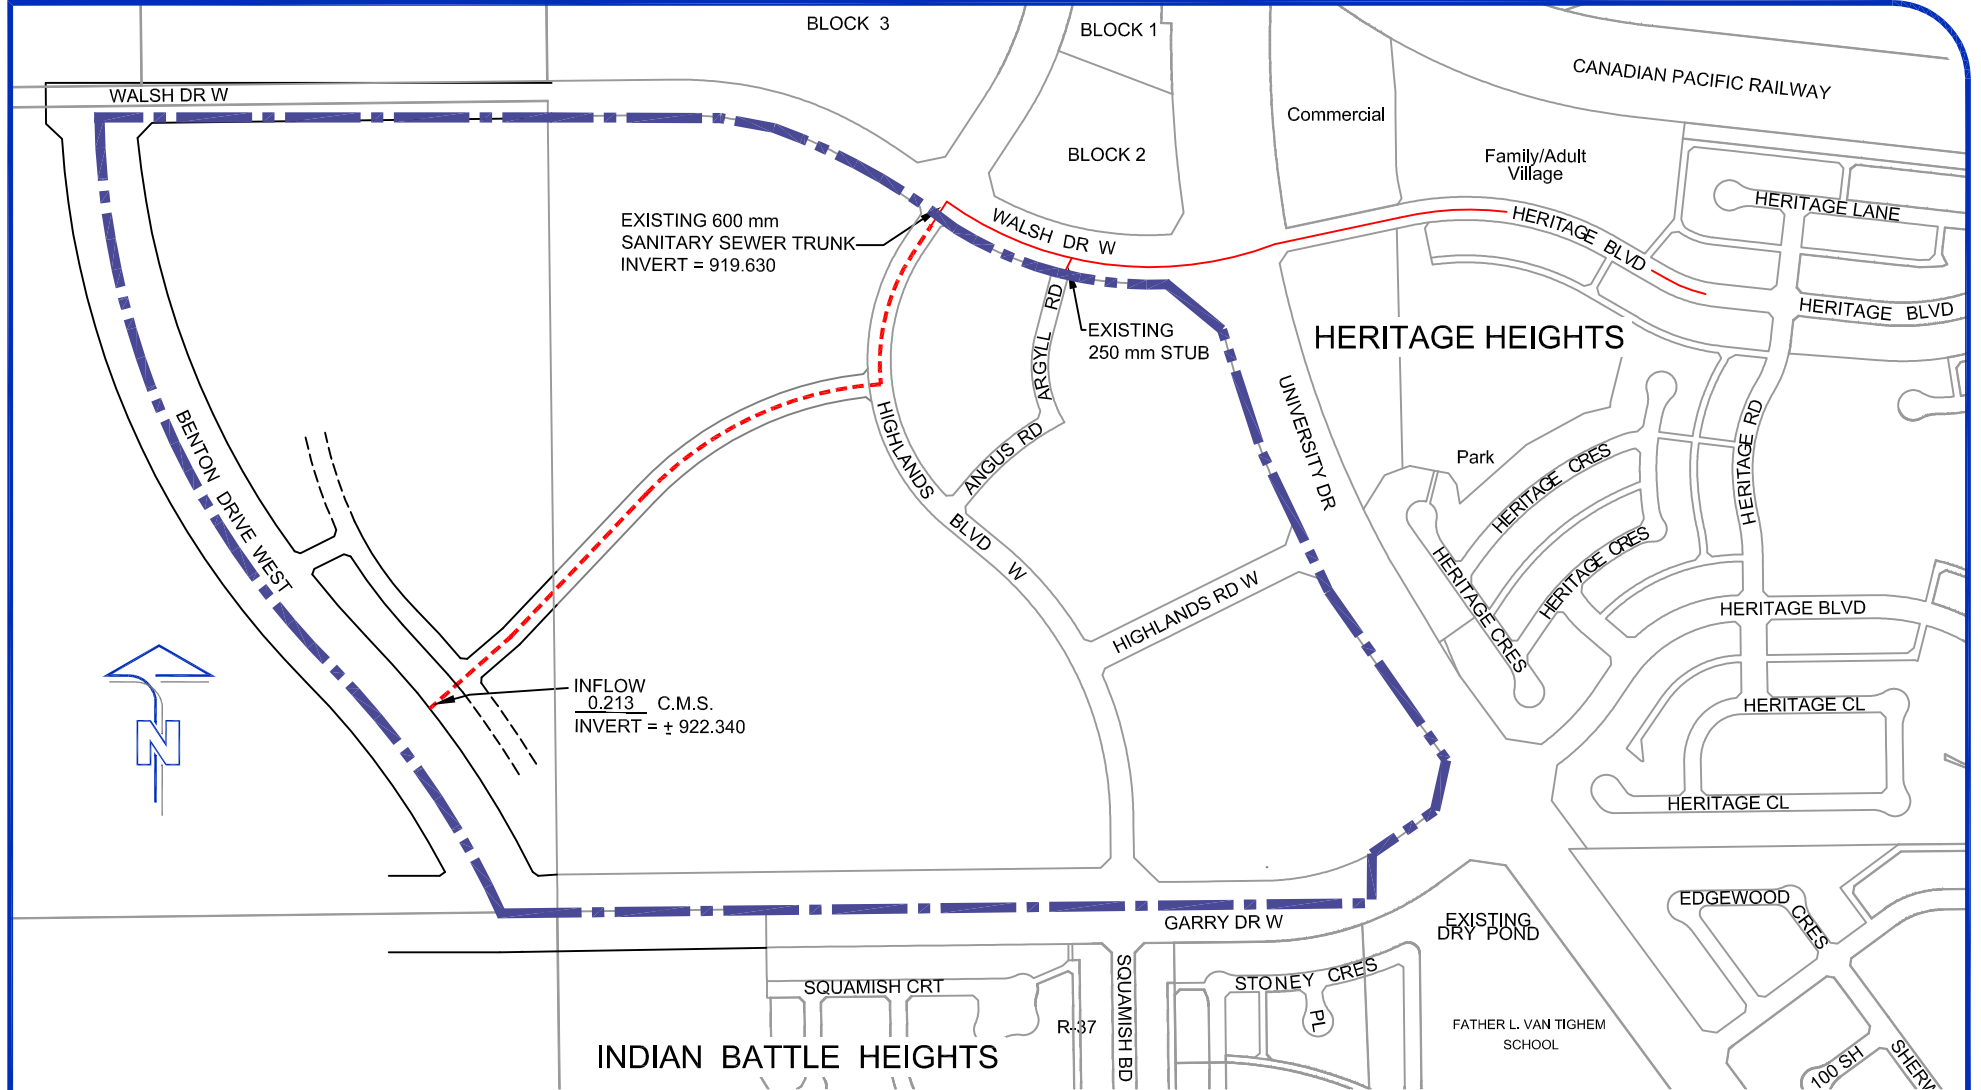 BLOCK 3
BLOCK 1
CANADIAN PACIFIC RAILWAY
WALSH DR W
Commercial
BLOCK 2
Family/Adult
Village
HERITAGE LANE
EXISTING 600 mm
SANITARY SEWER TRUNK
INVERT = 919.630
WALSH DR W
HERITAGE BLVD
HERITAGE BLVD
EXISTING
250 mm STUB
ARGYLL RD
HERITAGE HEIGHTS
UNIVERSITY DR
BENTON DRIVE WEST
HIGHLANDS BLVD W
ANGUS RD
Park
HERITAGE CRES
HERITAGE RD
HERITAGE CRES
HERITAGE CRES
HIGHLANDS RD W
HERITAGE BLVD
INFLOW
0.213 C.M.S.
INVERT = ± 922.340
N
HERITAGE CL
HERITAGE CL
EDGEWOOD CRES
GARRY DR W
EXISTING
DRY POND
SQUAMISH CRT
SQUAMISH BD
STONEY CRES
PL
R-37
FATHER L. VAN TIGHEM
SCHOOL
INDIAN BATTLE HEIGHTS
100 SH
SHERW